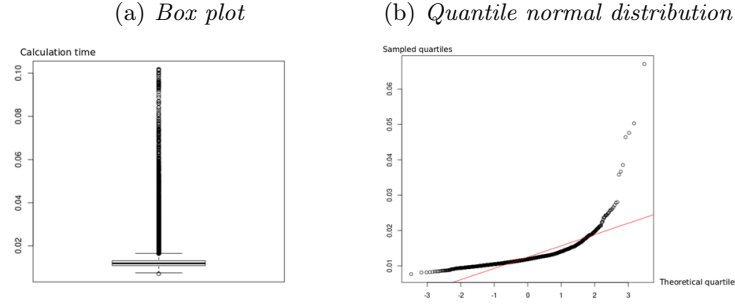 (a) Box plot
(b) Quantile normal distribution
Calculation time
0.10
0.08
0.06
0.04
0.02
Sampled quartiles
0.06
0.05
0.04
0.03
0.02
0.01
-3 -2 -1 0 1 2 3
Theoretical quartile